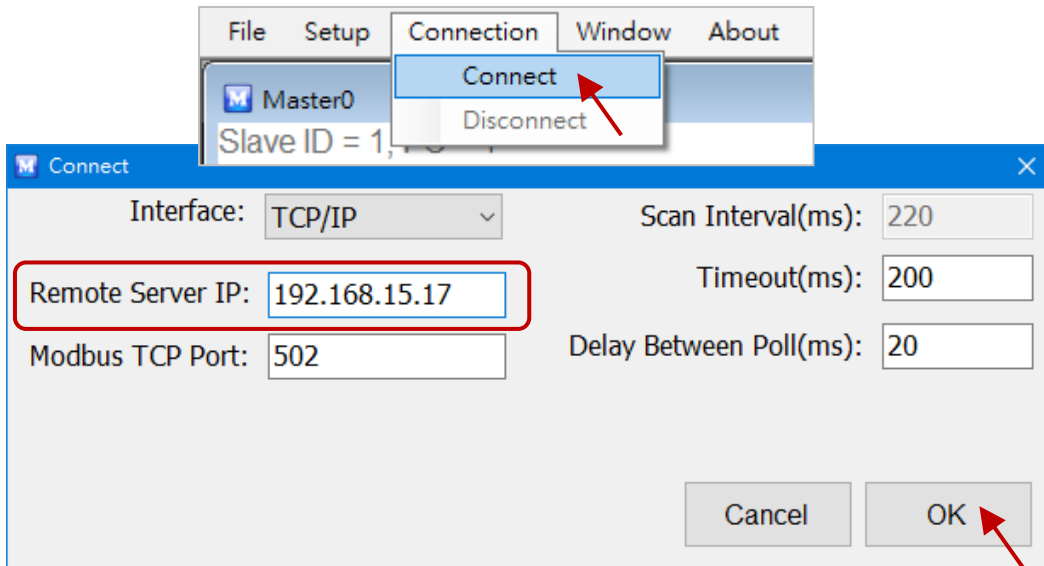 File Setup Connection Window About
Connect
Master0
Disconnect
Slave ID = 1,
Connect
Interface: TCP/IP
Scan Interval(ms): 220
Remote Server IP: 192.168.15.17
Timeout(ms): 200
Modbus TCP Port: 502
Delay Between Poll(ms): 20
Cancel OK